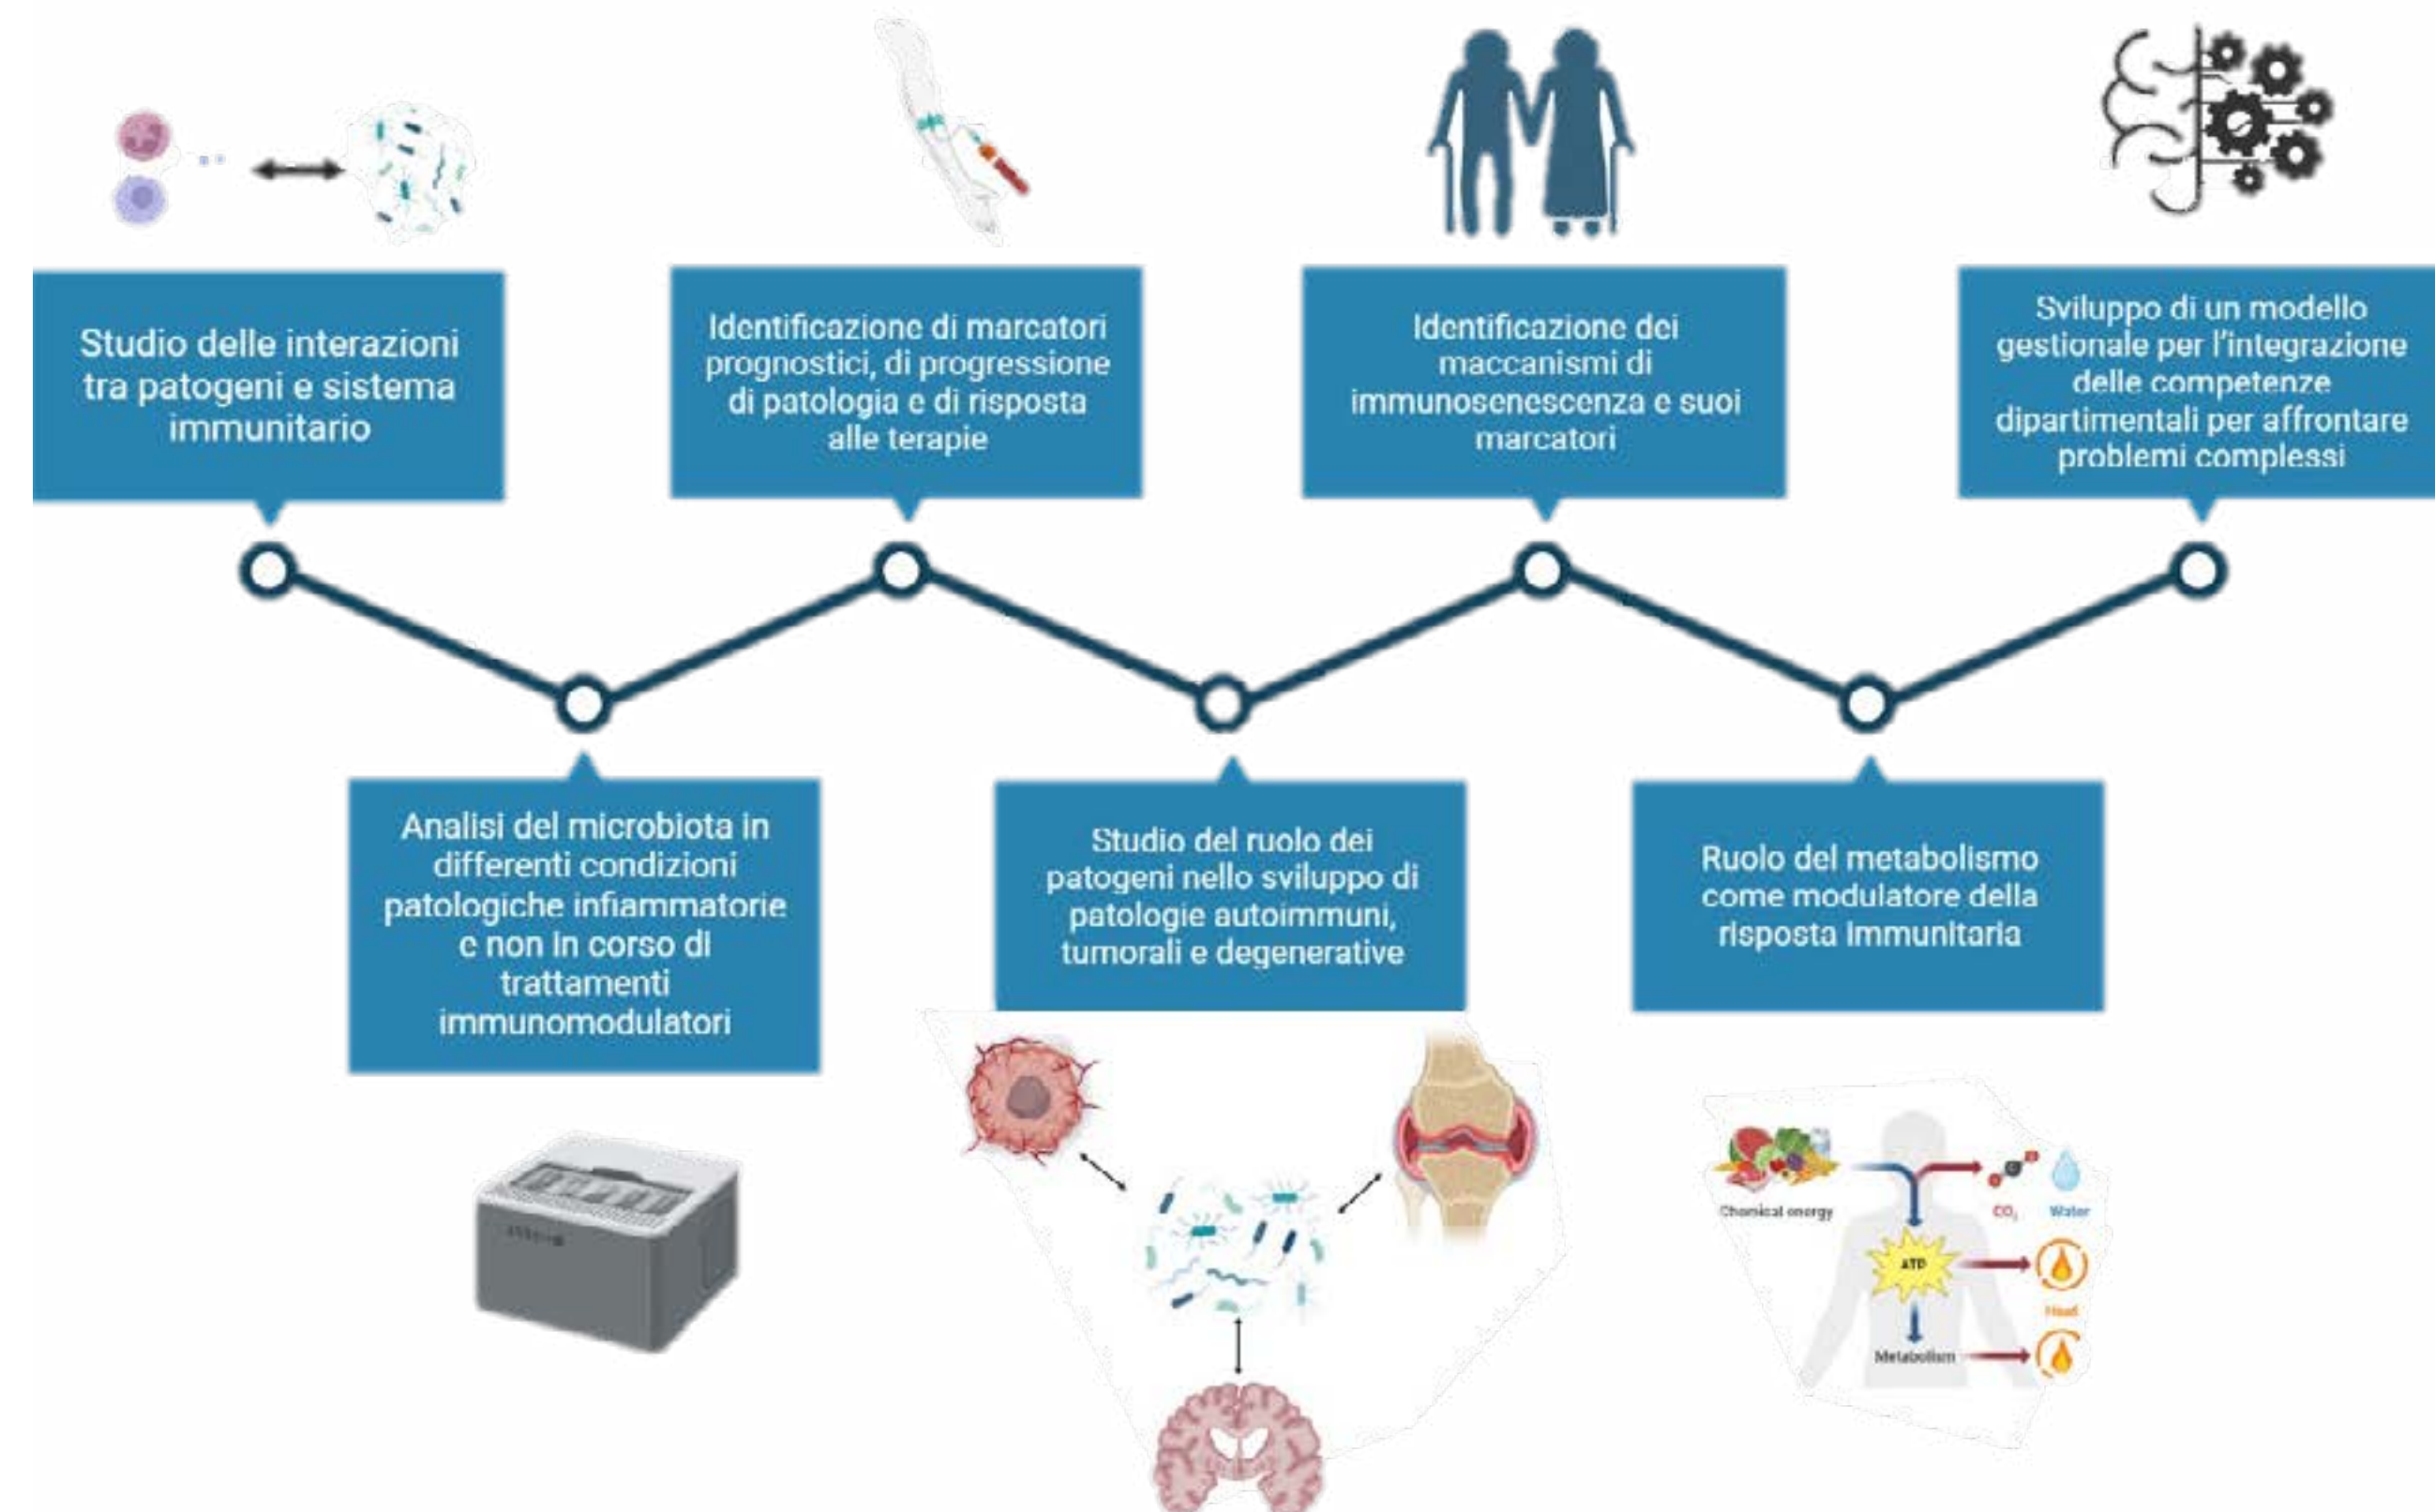 Studio delle interazioni
tra patogeni e sistema
immunitario
Analisi del microbiota in
differenti condizioni
patologiche infiammatorie
e non in corso di
trattamenti
immunomodulatori
Identificazione di marcatori
prognostici, di progressione
di patologia e di risposta
alle terapie
Studio del ruolo dei
patogeni nello sviluppo di
patologie autoimmuni,
tumorali e degenerative
Identificazione dei
maccanismi di
immunosenescenza e suoi
marcatori
Ruolo del metabolismo
come modulatore della
risposta immunitaria
Sviluppo di un modello
gestionale per l'integrazione
delle competenze
dipartimentali per affrontare
problemi complessi
Chemical energy
CO₂
Water
ATP
Metabolism